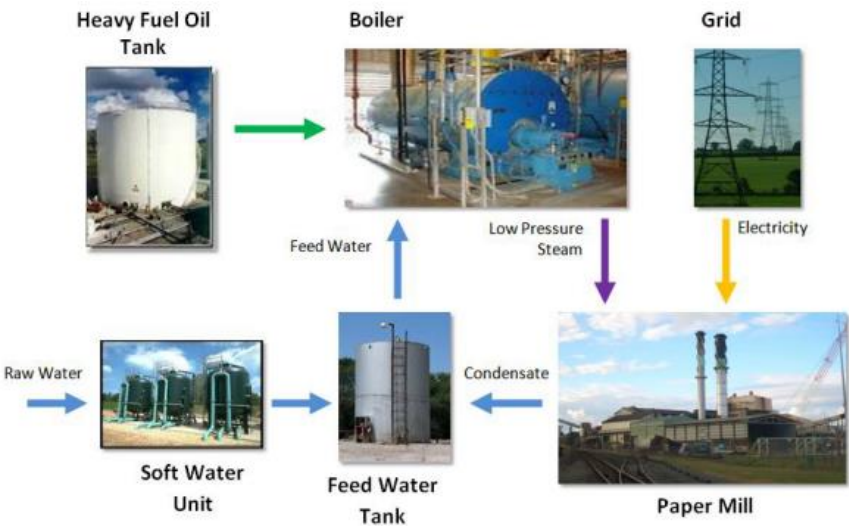 Heavy Fuel Oil
Tank
Boiler
Grid
Feed Water
Low Pressure
Steam
Electricity
Raw Water
Condensate
Soft Water
Unit
Feed Water
Tank
Paper Mill